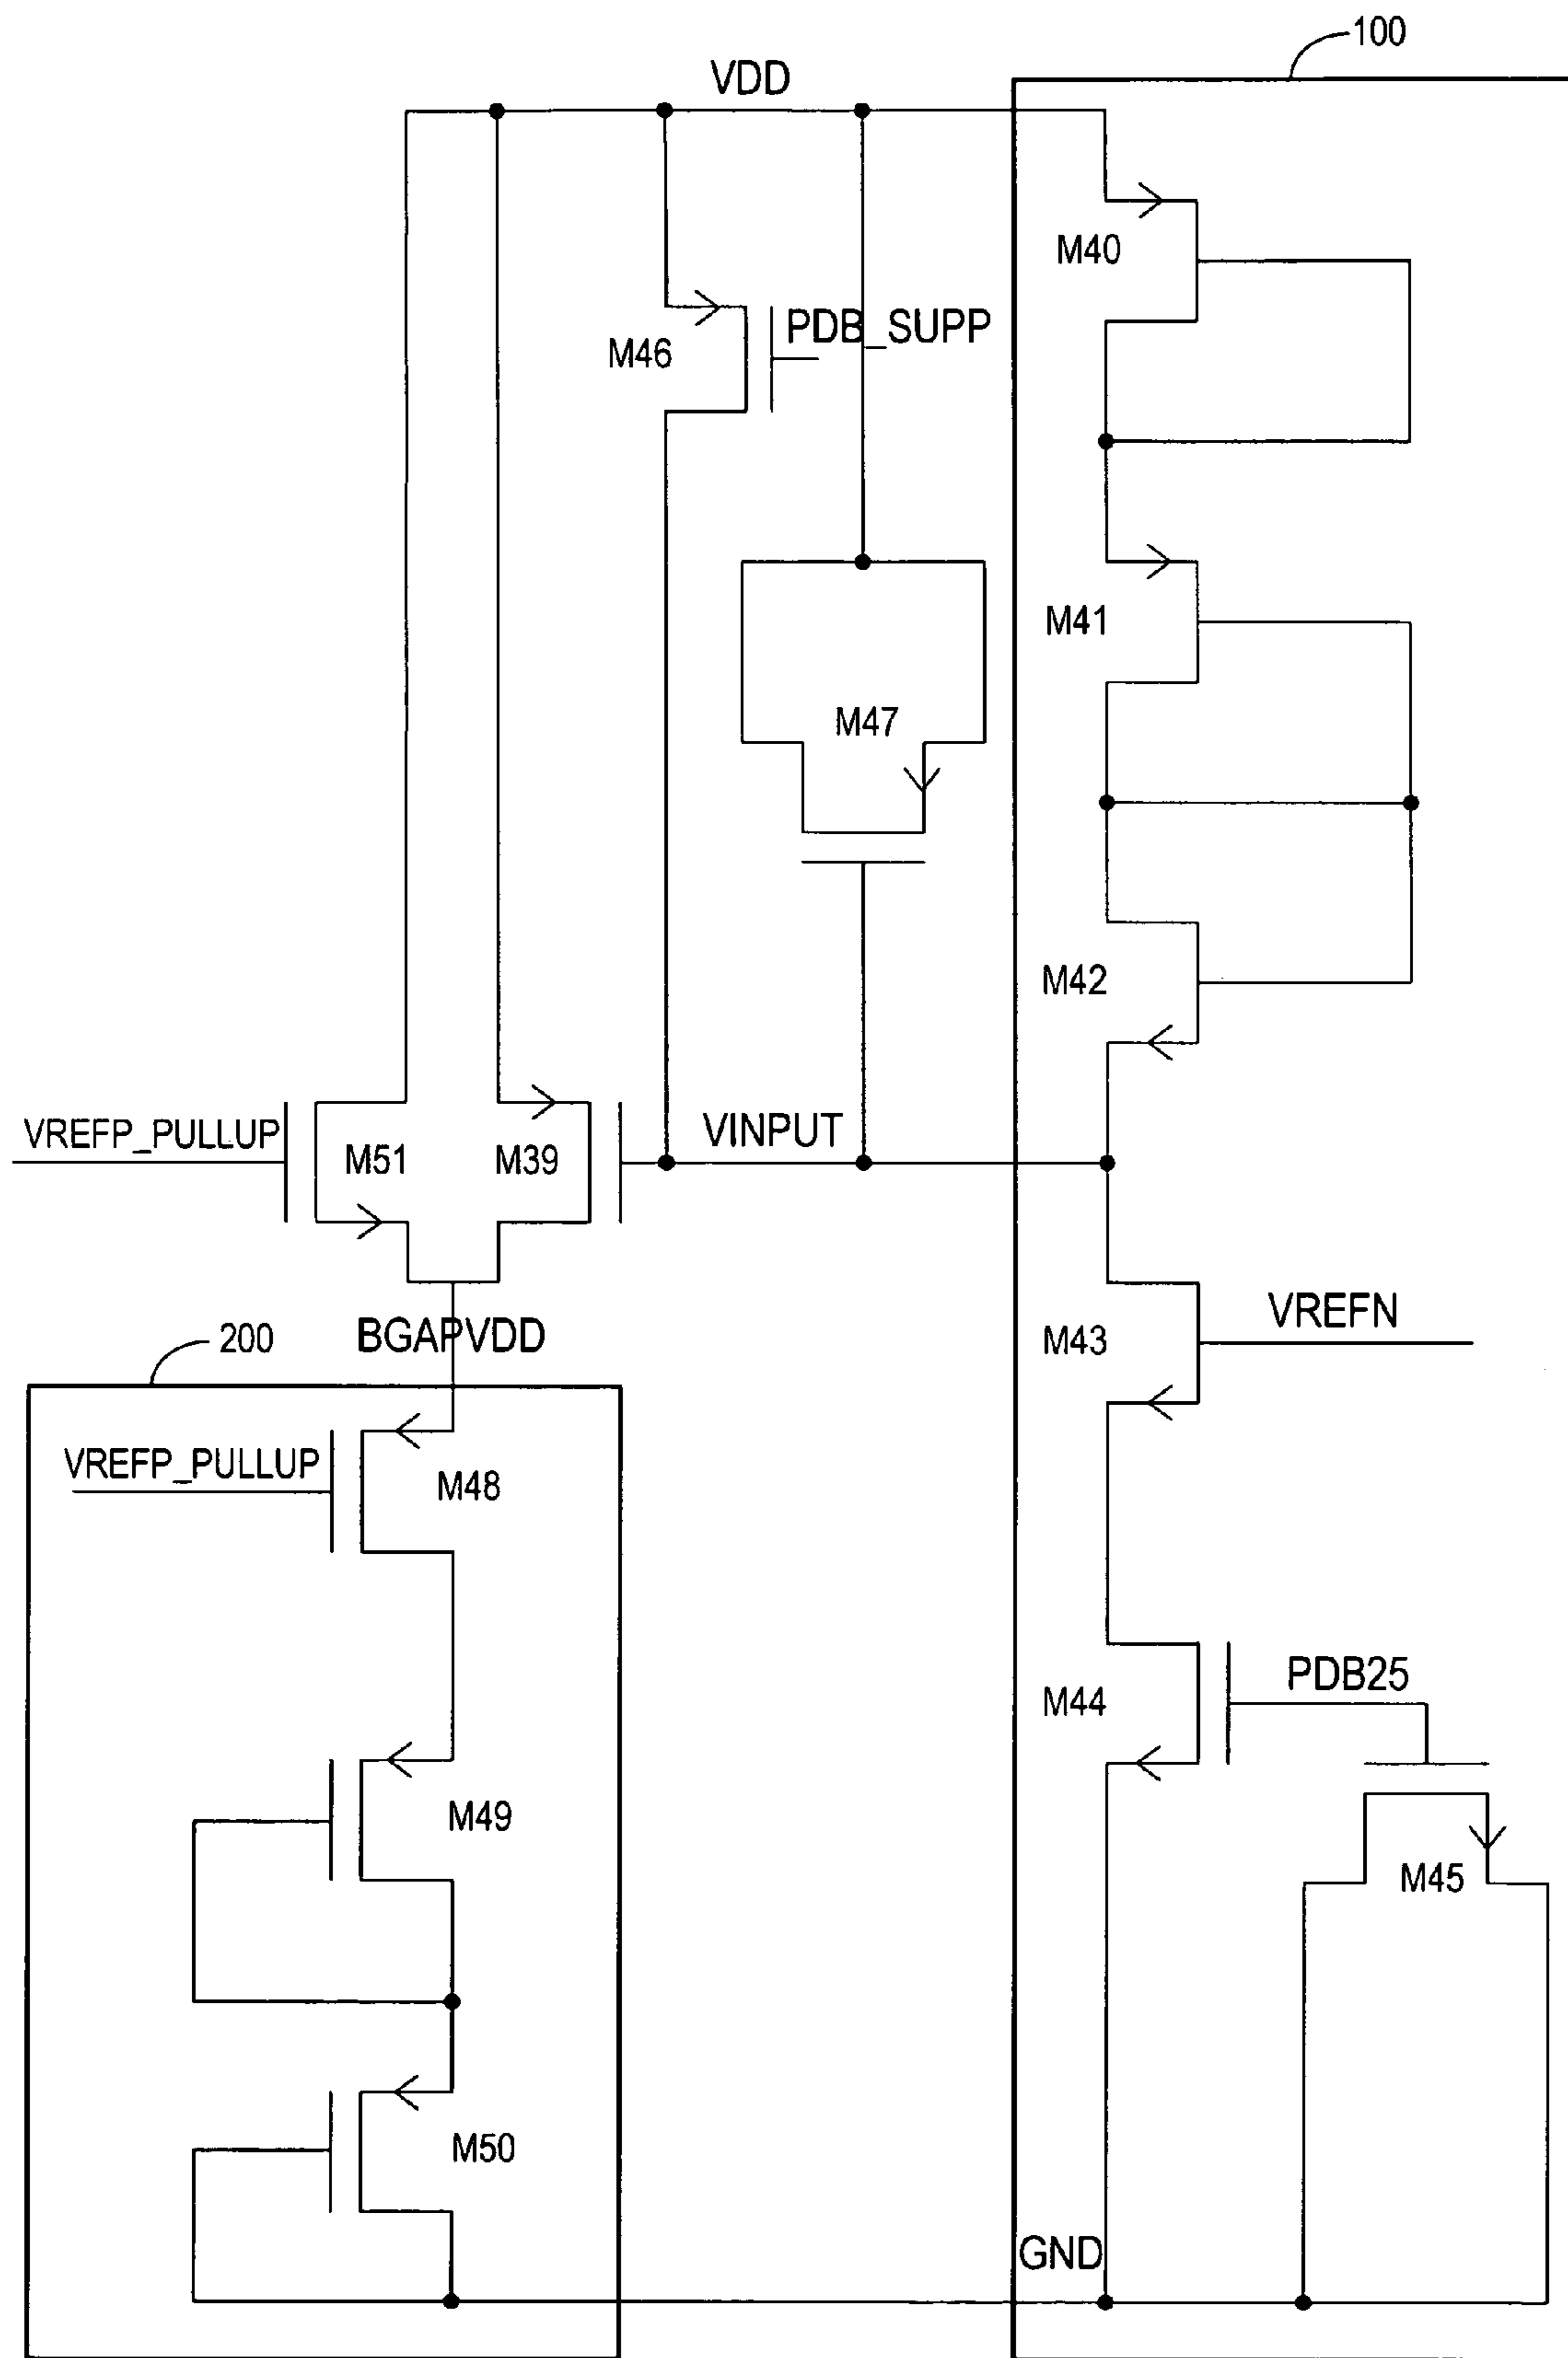 100
VDD
M40
PDB_SUPP
M46
M41
M47
M42
VREFP_PULLUP
M51
M39
VINPUT
VREFN
M43
200
BGAPVDD
VREFP_PULLUP
M48
PDB25
M44
M49
M45
M50
GND